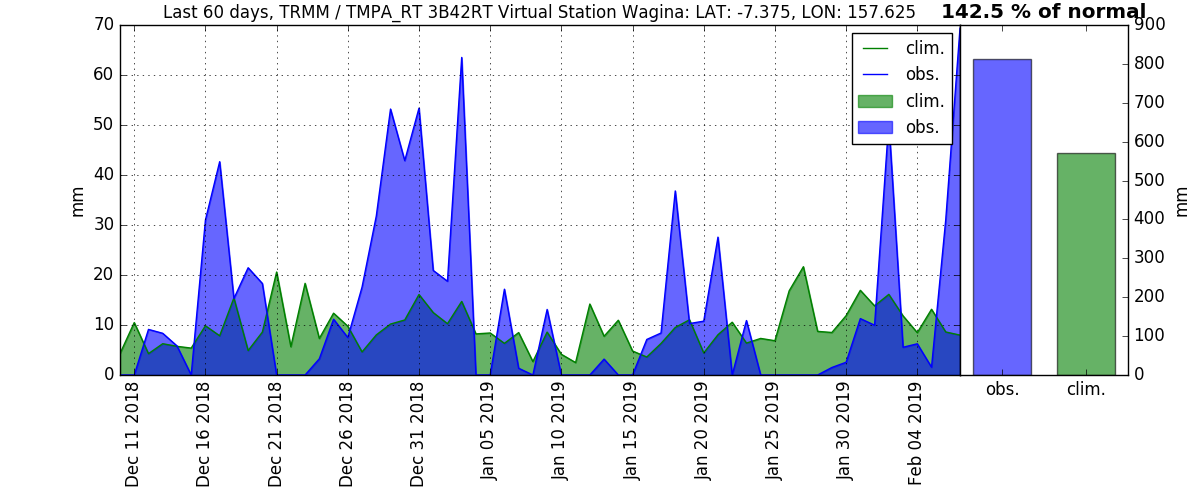 Last 60 days, TRMM / TMPA_RT 3B42RT Virtual Station Wagina: LAT: -7.375, LON: 157.625
142.5 % of normal
70
60
50
40
30
20
10
0
mm
clim.
obs.
clim.
obs.
900
800
700
600
500
400
300
200
100
0
mm
Dec 11 2018
Dec 16 2018
Dec 21 2018
Dec 26 2018
Dec 31 2018
Jan 05 2019
Jan 10 2019
Jan 15 2019
Jan 20 2019
Jan 25 2019
Jan 30 2019
Feb 04 2019
obs.
clim.